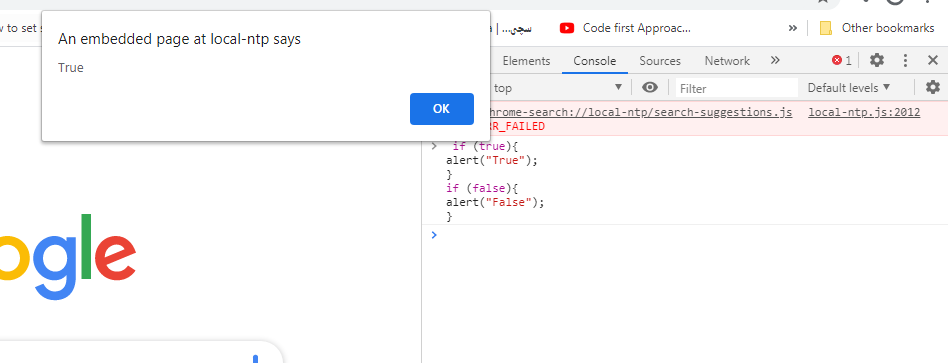 w to set s
An embedded page at local-ntp says
True
OK
سچی... | a
Code first Approac...
»
Other bookmarks
Elements
Console
Sources
Network
»
1
top
Filter
Default levels
hrome-search://local-ntp/search-suggestions.js
local-ntp.js:2012
RR_FAILED
> if (true){
alert("True");
}
if (false){
alert("False");
}
>
ogle